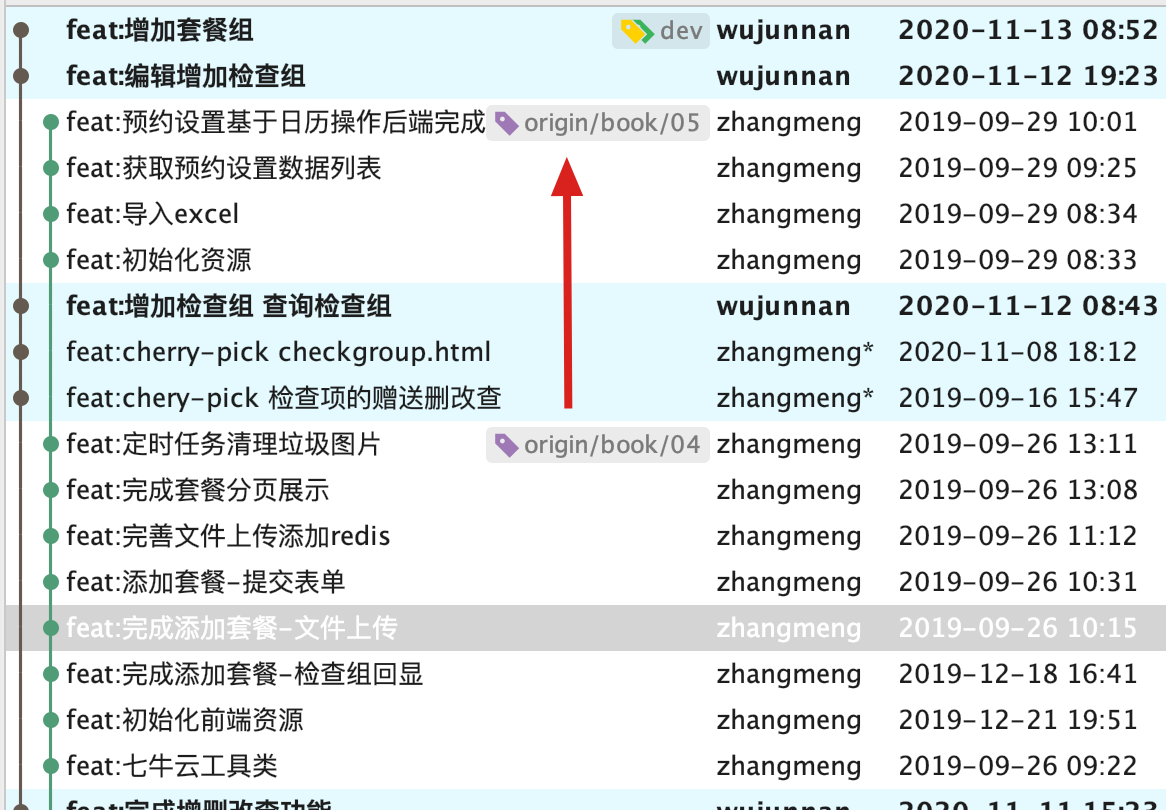 feat:增加套餐组 dev wujunnan 2020-11-13 08:52
feat:编辑增加检查组 wujunnan 2020-11-12 19:23
feat:预约设置基于日历操作后端完成 origin/book/05 zhangmeng 2019-09-29 10:01
feat:获取预约设置数据列表 zhangmeng 2019-09-29 09:25
feat:导入excel zhangmeng 2019-09-29 08:34
feat:初始化资源 zhangmeng 2019-09-29 08:33
feat:增加检查组 查询检查组 wujunnan 2020-11-12 08:43
feat:cherry-pick checkgroup.html zhangmeng* 2020-11-08 18:12
feat:chery-pick 检查项的赠送删改查 zhangmeng* 2019-09-16 15:47
feat:定时任务清理垃圾图片 origin/book/04 zhangmeng 2019-09-26 13:11
feat:完成套餐分页展示 zhangmeng 2019-09-26 13:08
feat:完善文件上传添加redis zhangmeng 2019-09-26 11:12
feat:添加套餐-提交表单 zhangmeng 2019-09-26 10:31
feat:完成添加套餐-文件上传 zhangmeng 2019-09-26 10:15
feat:完成添加套餐-检查组回显 zhangmeng 2019-12-18 16:41
feat:初始化前端资源 zhangmeng 2019-12-21 19:51
feat:七牛云工具类 zhangmeng 2019-09-26 09:22
feat:完成增删改查功能 wujunnan 2020-11-11 15:23